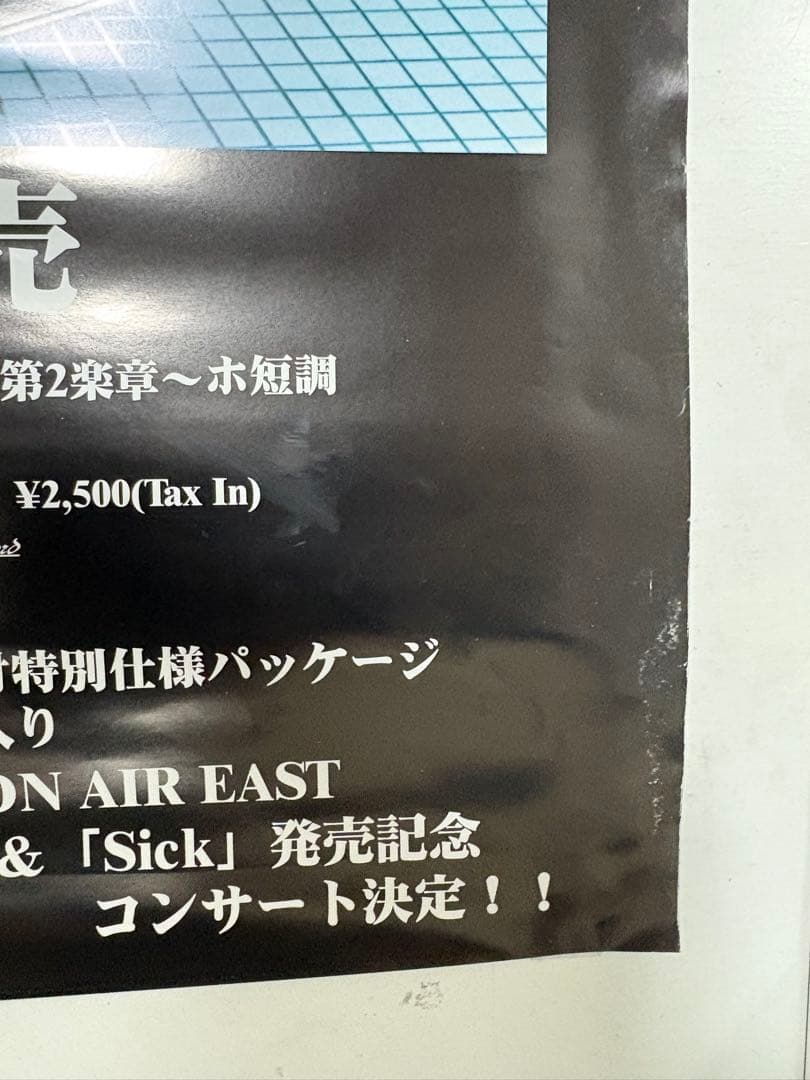 売
第2楽章～ホ短調
¥2,500(Tax In)
特別仕様パッケージ
入り
ON AIR EAST
&「Sick」発売記念
コンサート決定！！